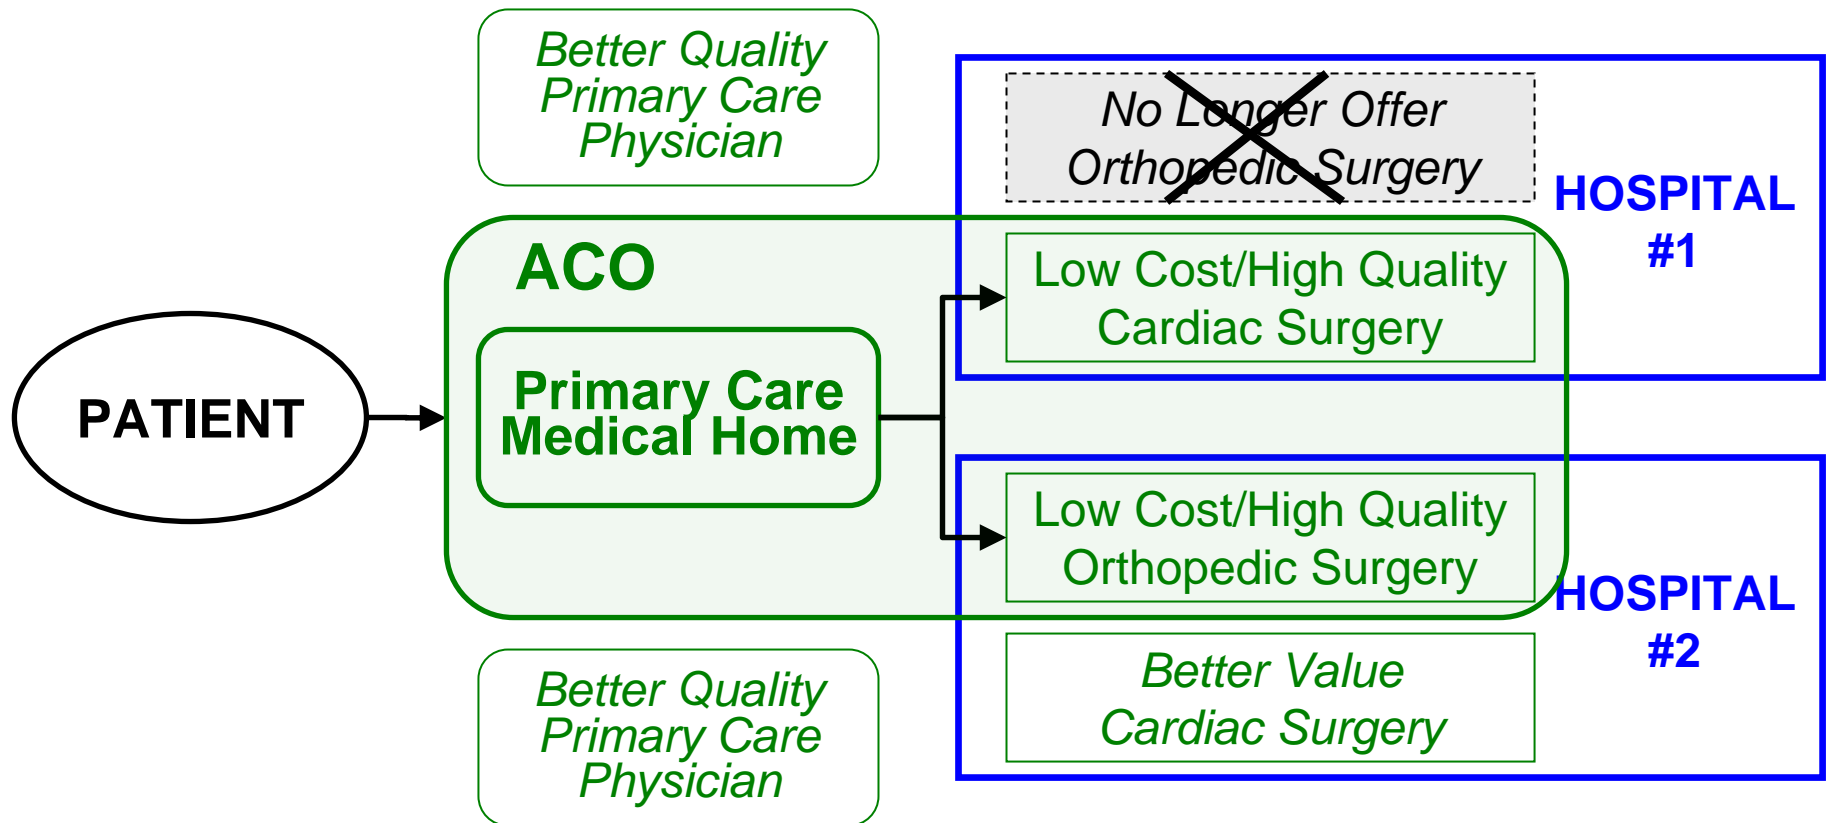 Better Quality
Primary Care
Physician
No Longer Offer
Orthopedic Surgery
HOSPITAL
#1
ACO
Low Cost/High Quality
Cardiac Surgery
PATIENT
Primary Care
Medical Home
Low Cost/High Quality
Orthopedic Surgery
HOSPITAL
#2
Better Quality
Primary Care
Physician
Better Value
Cardiac Surgery